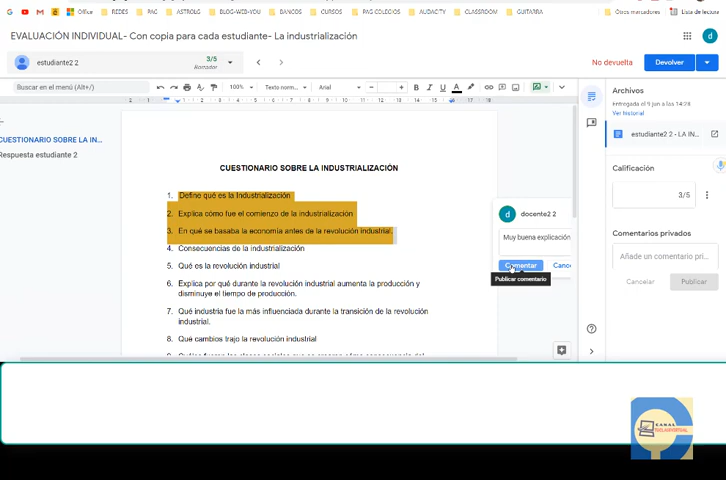 Office
REDES
PAG
ASTROLG
BLOG-WEB-YOU
BANCOS
CURSOS
PAG COLEGIOS
AUDACITY
CLASSROOM
GUITARRA
Otros marcadores
Lista de lectura
EVALUACIÓN INDIVIDUAL- Con copia para cada estudiante- La industrialización
d
estudiante2 2
3/5
Borrador
No devuelta
Devolver
Buscar en el menú (Alt+/)
100%
Texto norm...
Arial
B I U A
CUESTIONARIO SOBRE LA IN...
Respuesta estudiante 2
CUESTIONARIO SOBRE LA INDUSTRIALIZACIÓN
1. Define qué es la Industrialización
2. Explica cómo fue el comienzo de la industrialización
3. En qué se basaba la economía antes de la revolución industrial.
4. Consecuencias de la industrialización
5. Qué es la revolución industrial
6. Explica por qué durante la revolución industrial aumenta la producción y
disminuye el tiempo de producción.
7. Qué industria fue la más influenciada durante la transición de la revolución
industrial.
8. Qué cambios trajo la revolución industrial
d
docente2 2
Muy buena explicación
Comentar
Cance
Publicar comentario
Archivos
Entregada el 9 jun a las 14:28
Ver historial
estudiante2 2 - LA IN...
Calificación
3/5
Comentarios privados
Añade un comentario pri...
Cancelar
Publicar
CANAL
TUCLASEVIRTUAL